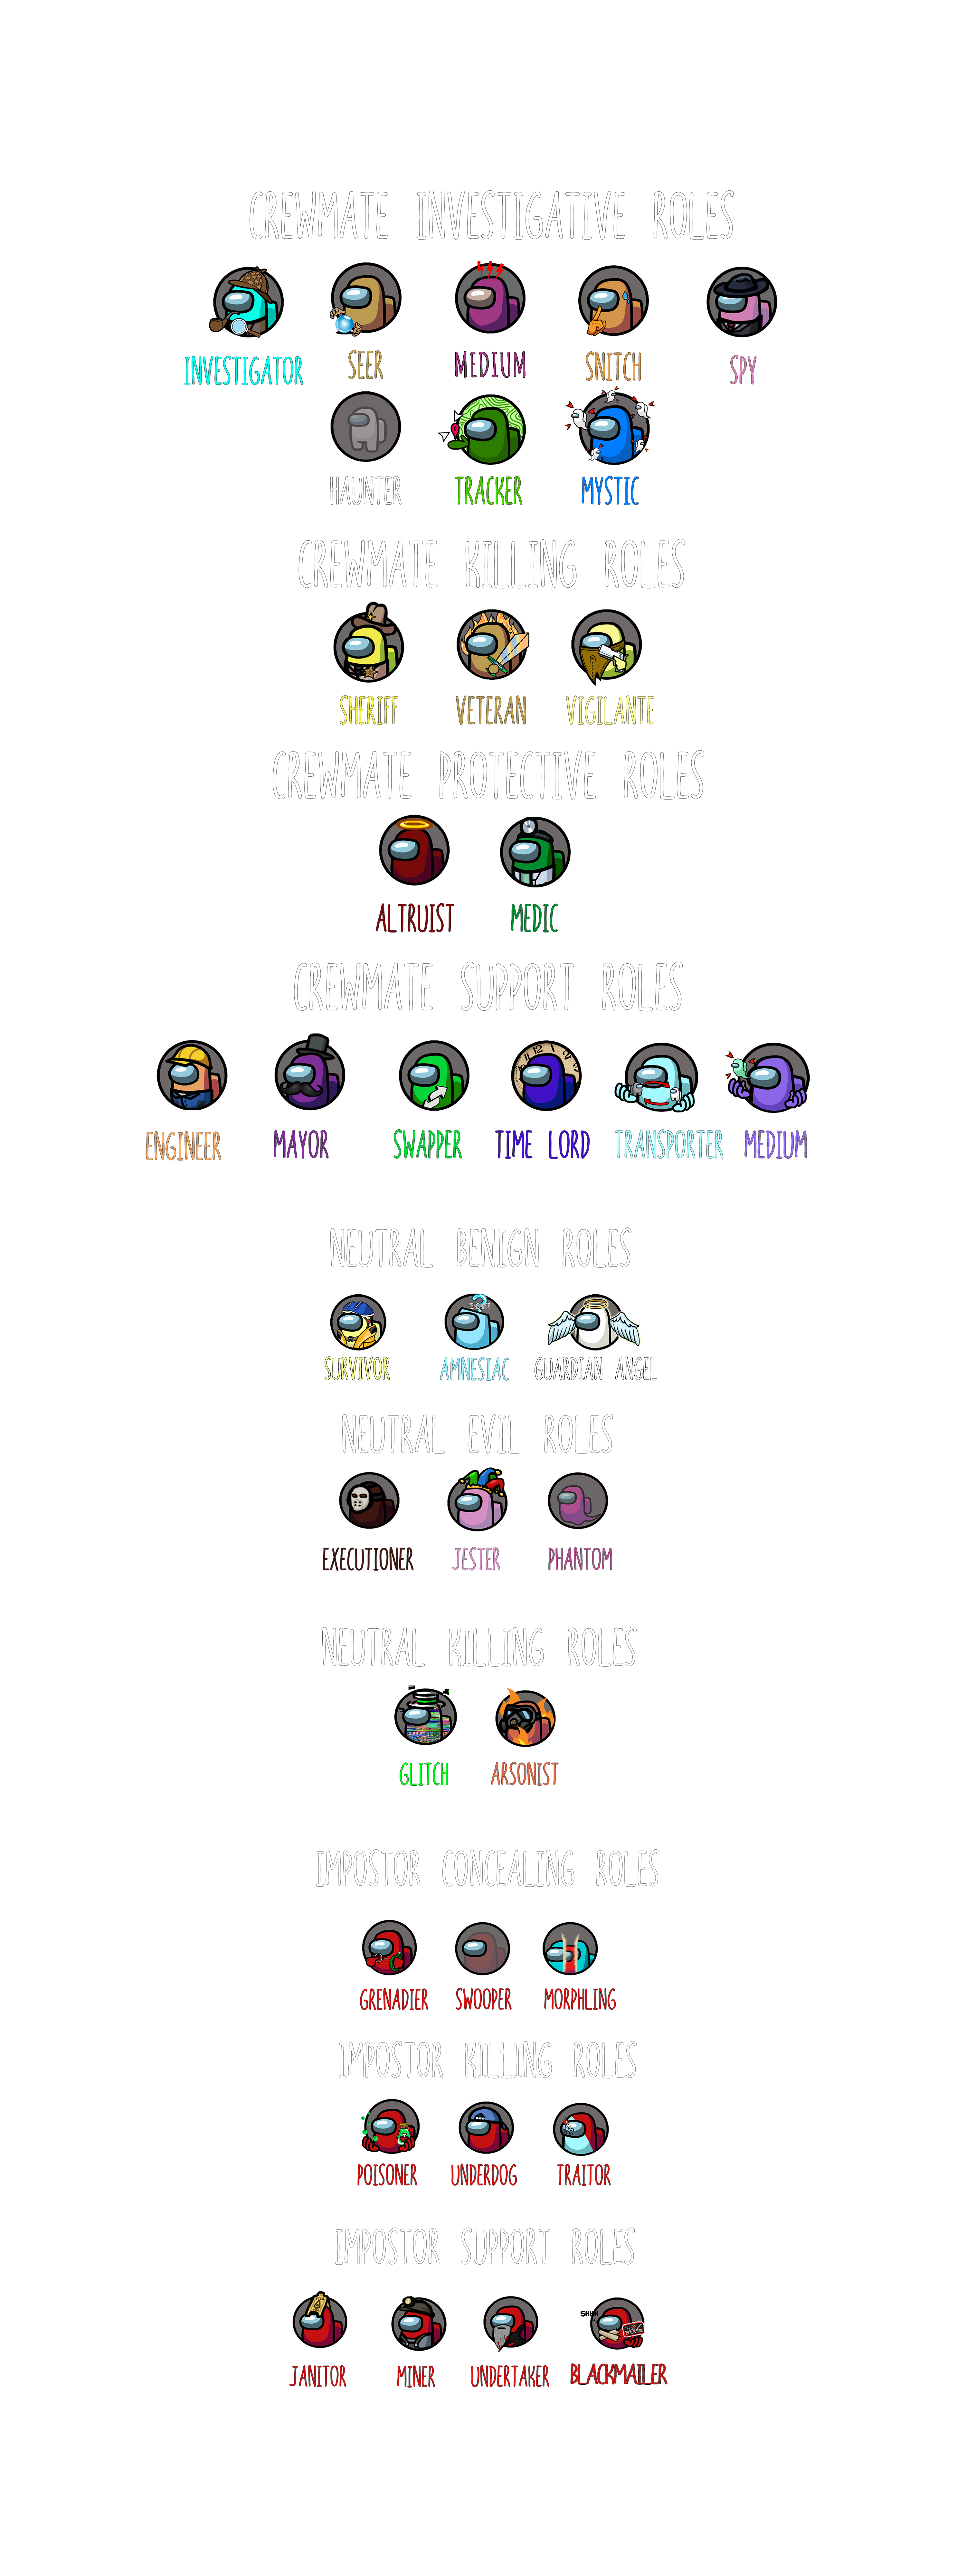 CREWMATE INVESTIGATIVE ROLES
INVESTIGATOR SEER MEDIUM SNITCH SPY
HAUNTER TRACKER MYSTIC
CREWMATE KILLING ROLES
SHERIFF VETERAN VIGILANTE
CREWMATE PROTECTIVE ROLES
ALTRUIST MEDIC
CREWMATE SUPPORT ROLES
12
ENGINEER MAYOR SWAPPER TIME LORD TRANSPORTER MEDIUM
NEUTRAL BENIGN ROLES
SURVIVOR AMNESIAC GUARDIAN ANGEL
NEUTRAL EVIL ROLES
EXECUTIONER JESTER PHANTOM
NEUTRAL KILLING ROLES
GLITCH ARSONIST
IMPOSTOR CONCEALING ROLES
GRENADIER SWOOPER MORPHLING
IMPOSTOR KILLING ROLES
POISONER UNDERDOG TRAITOR
IMPOSTOR SUPPORT ROLES
JANITOR MINER UNDERTAKER BLACKMAILER